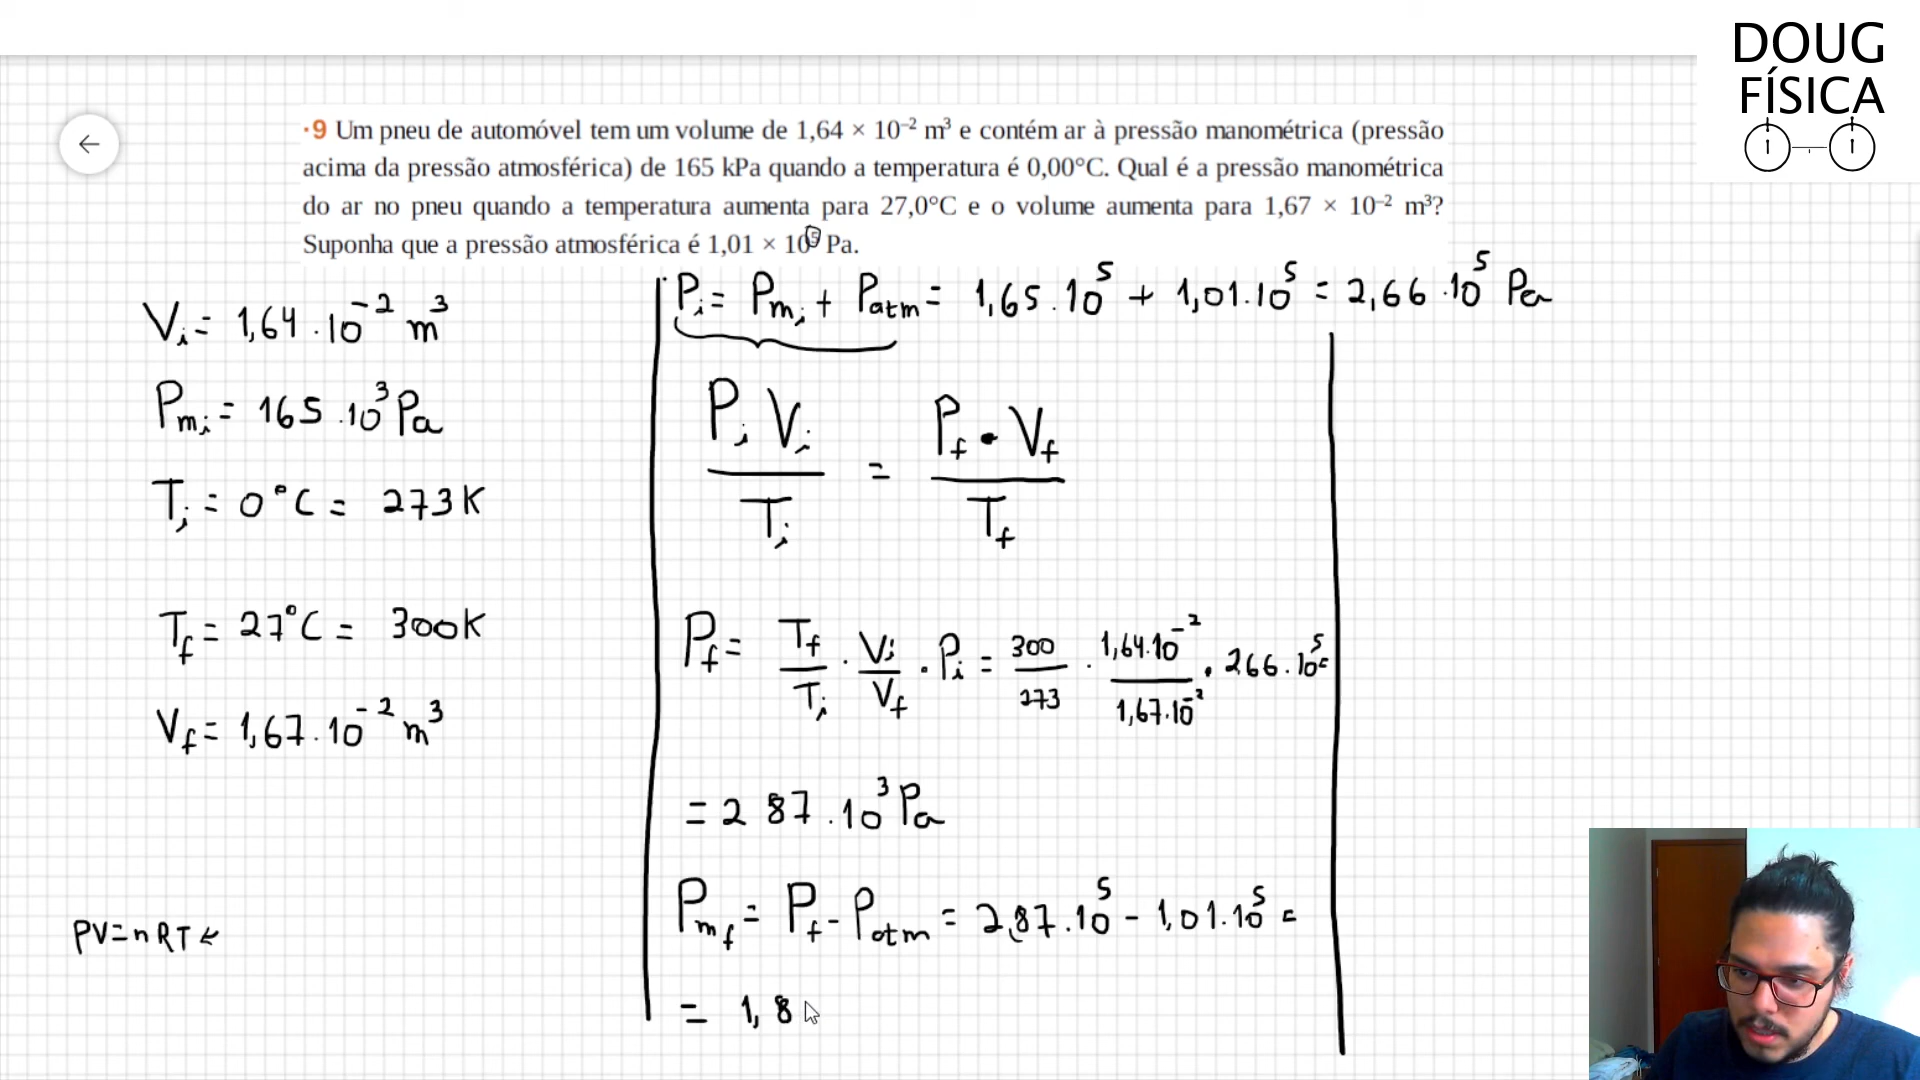 DOUG
FÍSICA
·9 Um pneu de automóvel tem um volume de 1,64 × 10⁻² m³ e contém ar à pressão manométrica (pressão
acima da pressão atmosférica) de 165 kPa quando a temperatura é 0,00°C. Qual é a pressão manométrica
do ar no pneu quando a temperatura aumenta para 27,0°C e o volume aumenta para 1,67 × 10⁻² m³?
Suponha que a pressão atmosférica é 1,01 × 10⁵ Pa.
Vi = 1,64 . 10⁻² m³
Pmi = 165 . 10³ Pa
Ti = 0°C = 273K
Tf = 27°C = 300K
Vf = 1,67 . 10⁻² m³
PV=nRT
Pi = Pmi + Patm = 1,65 . 10⁵ + 1,01 . 10⁵ = 2,66 . 10⁵ Pa
Pi Vi / Ti = Pf · Vf / Tf
Pf = Tf/Ti . Vi/Vf . Pi = 300/273 . 1,64.10⁻²/1,67.10⁻² . 266 . 10⁵ =
= 287 . 10³ Pa
Pmf = Pf - Patm = 2,87 . 10⁵ - 1,01 . 10⁵ =
= 1,8